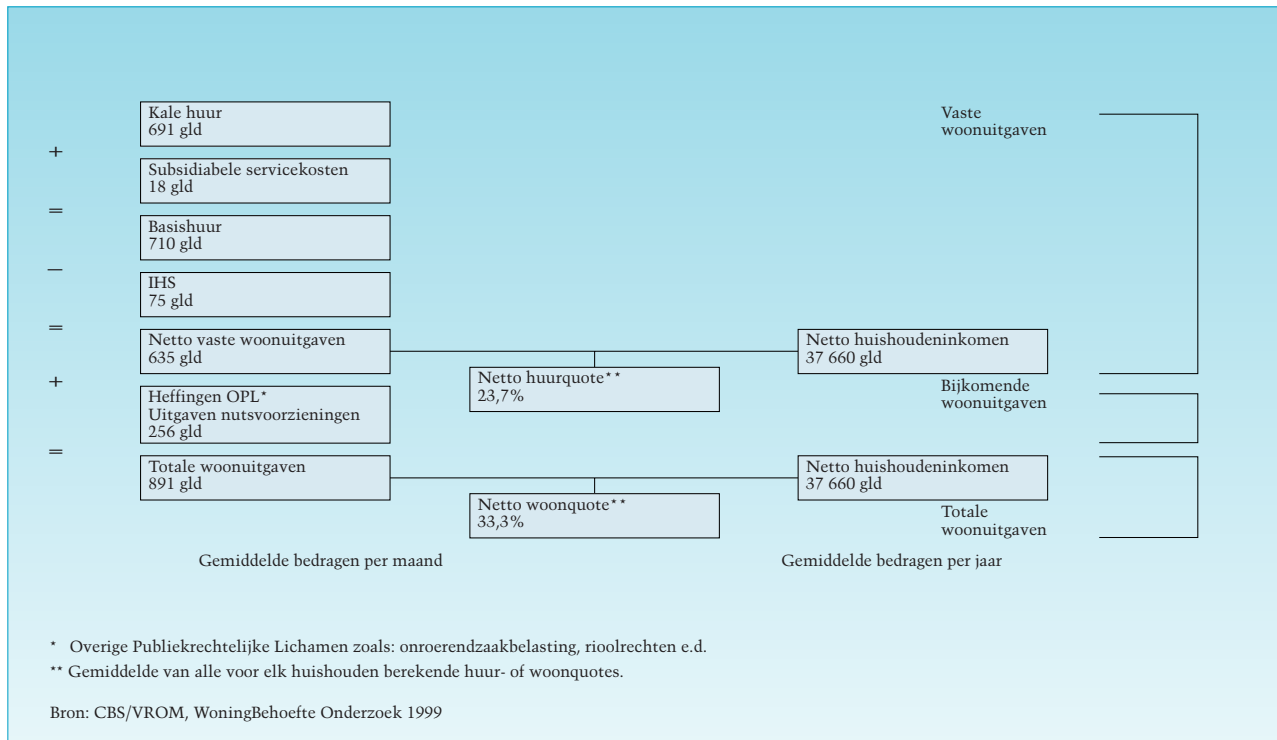 Kale huur
691 gld
Vaste
woonuitgaven
+
Subsidiabele servicekosten
18 gld
=
Basishuur
710 gld
–
IHS
75 gld
=
Netto vaste woonuitgaven
635 gld
Netto huishoudeninkomen
37 660 gld
Netto huurquote**
23,7%
+
Heffingen OPL*
Uitgaven nutsvoorzieningen
256 gld
Bijkomende
woonuitgaven
=
Totale woonuitgaven
891 gld
Netto huishoudeninkomen
37 660 gld
Netto woonquote**
33,3%
Totale
woonuitgaven
Gemiddelde bedragen per maand
Gemiddelde bedragen per jaar
* Overige Publiekrechtelijke Lichamen zoals: onroerendzaakbelasting, rioolrechten e.d.
** Gemiddelde van alle voor elk huishouden berekende huur- of woonquotes.
Bron: CBS/VROM, WoningBehoefte Onderzoek 1999